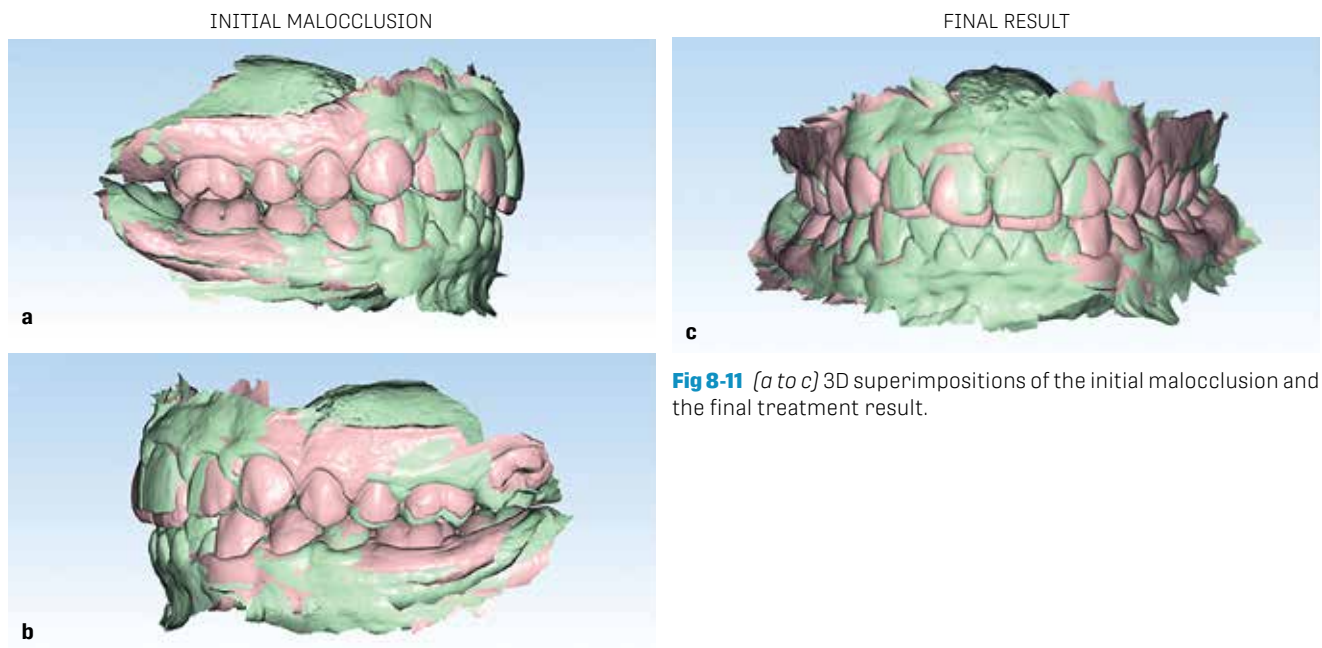 INITIAL MALOCCLUSION
FINAL RESULT
a
b
c
Fig 8-11 (a to c) 3D superimpositions of the initial malocclusion and
the final treatment result.